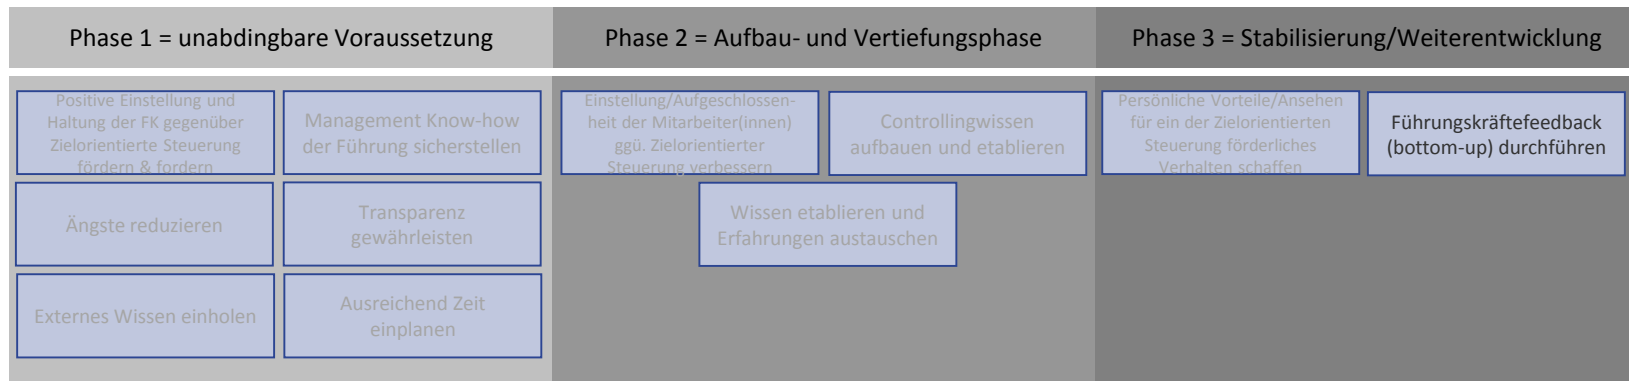 Phase 1 = unabdingbare Voraussetzung
Phase 2 = Aufbau- und Vertiefungsphase
Phase 3 = Stabilisierung/Weiterentwicklung
Positive Einstellung und
Haltung der FK gegenüber
Zielorientierte Steuerung
fördern & fordern
Management Know-how
der Führung sicherstellen
Ängste reduzieren
Transparenz
gewährleisten
Externes Wissen einholen
Ausreichend Zeit
einplanen
Einstellung/Aufgeschlossen-
heit der Mitarbeiter(innen)
ggü. Zielorientierter
Steuerung verbessern
Controllingwissen
aufbauen und etablieren
Wissen etablieren und
Erfahrungen austauschen
Persönliche Vorteile/Ansehen
für ein der Zielorientierten
Steuerung förderliches
Verhalten schaffen
Führungskräftefeedback
(bottom-up) durchführen